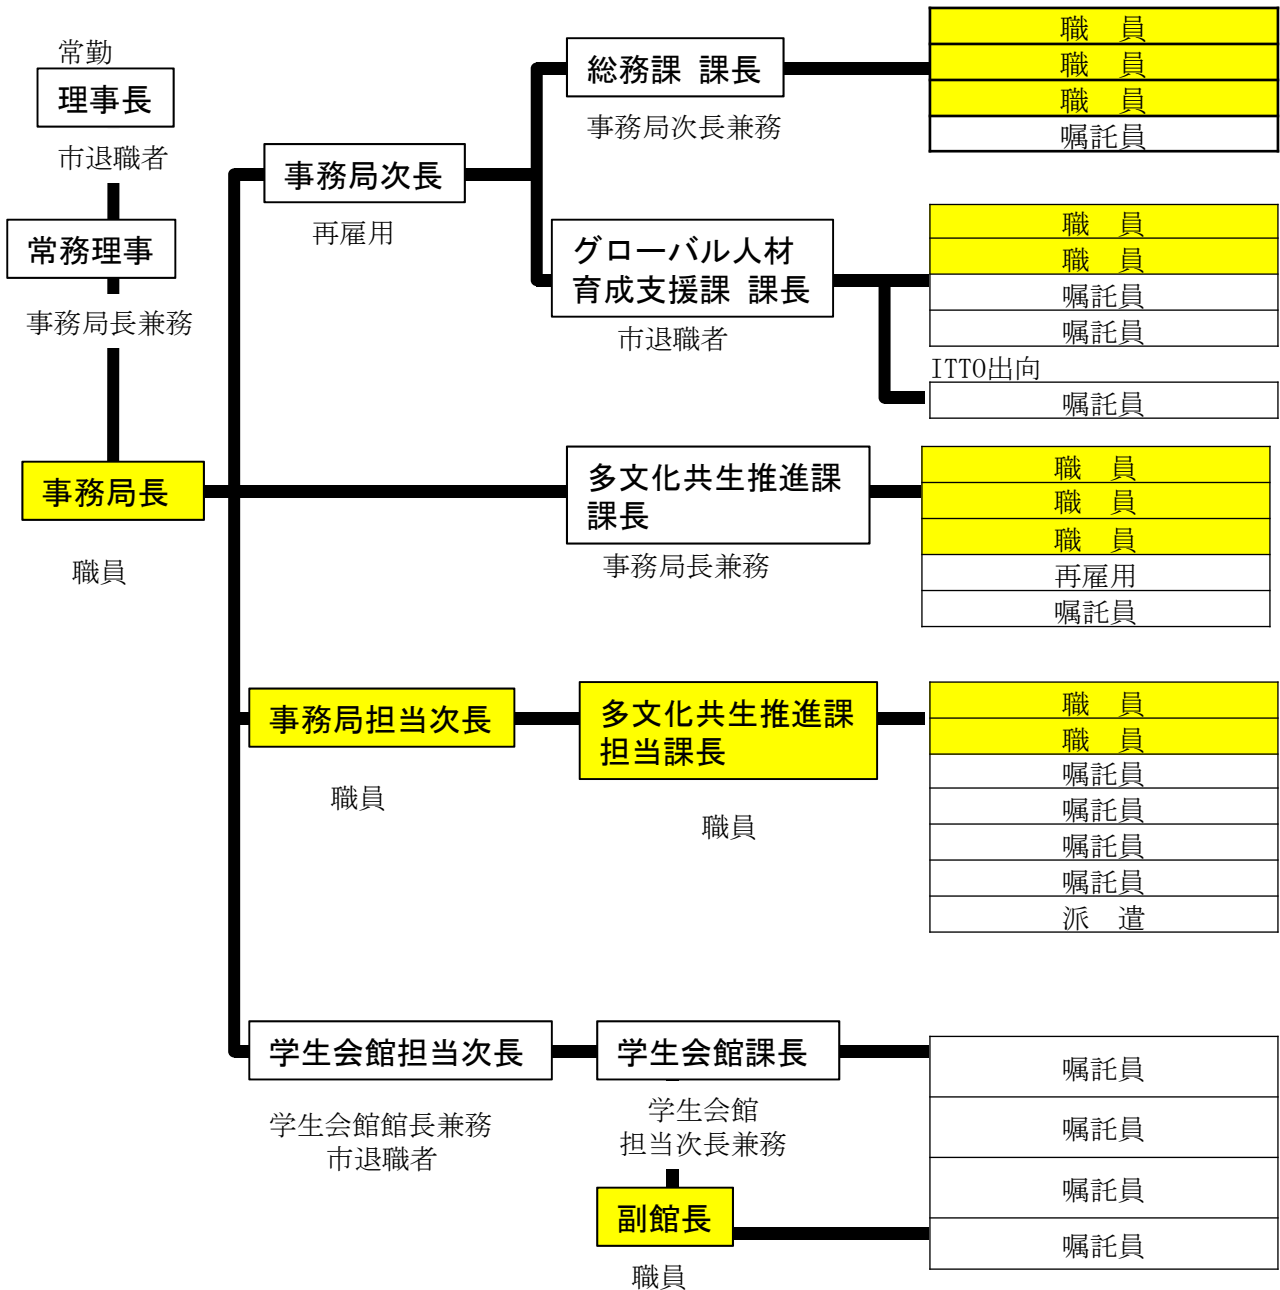 常勤
理事長
市退職者
常務理事
事務局長兼務
事務局長
職員
事務局次長
再雇用
総務課 課長
事務局次長兼務
職 員
職 員
職 員
嘱託員
グローバル人材
育成支援課 課長
市退職者
職 員
職 員
嘱託員
嘱託員
ITTO出向
嘱託員
多文化共生推進課
課長
事務局長兼務
職 員
職 員
職 員
再雇用
嘱託員
事務局担当次長
職員
多文化共生推進課
担当課長
職員
職 員
職 員
嘱託員
嘱託員
嘱託員
嘱託員
派 遣
学生会館担当次長
学生会館館長兼務
市退職者
学生会館課長
学生会館
担当次長兼務
副館長
職員
嘱託員
嘱託員
嘱託員
嘱託員